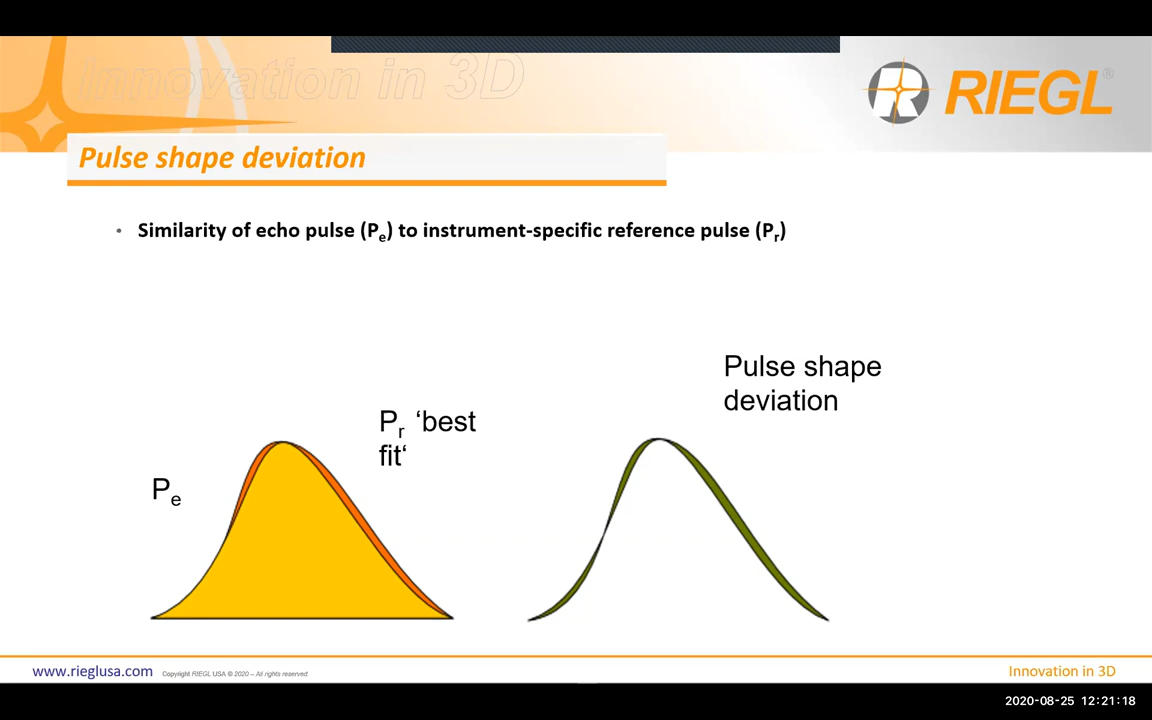 Innovation in 3D
RIEGL®
Pulse shape deviation
• Similarity of echo pulse (Pe) to instrument-specific reference pulse (Pr)
Pulse shape
deviation
Pr ‘best
fit‘
Pe
www.rieglusa.com
Copyright RIEGL USA © 2020 – All rights reserved.
Innovation in 3D
2020-08-25 12:21:18